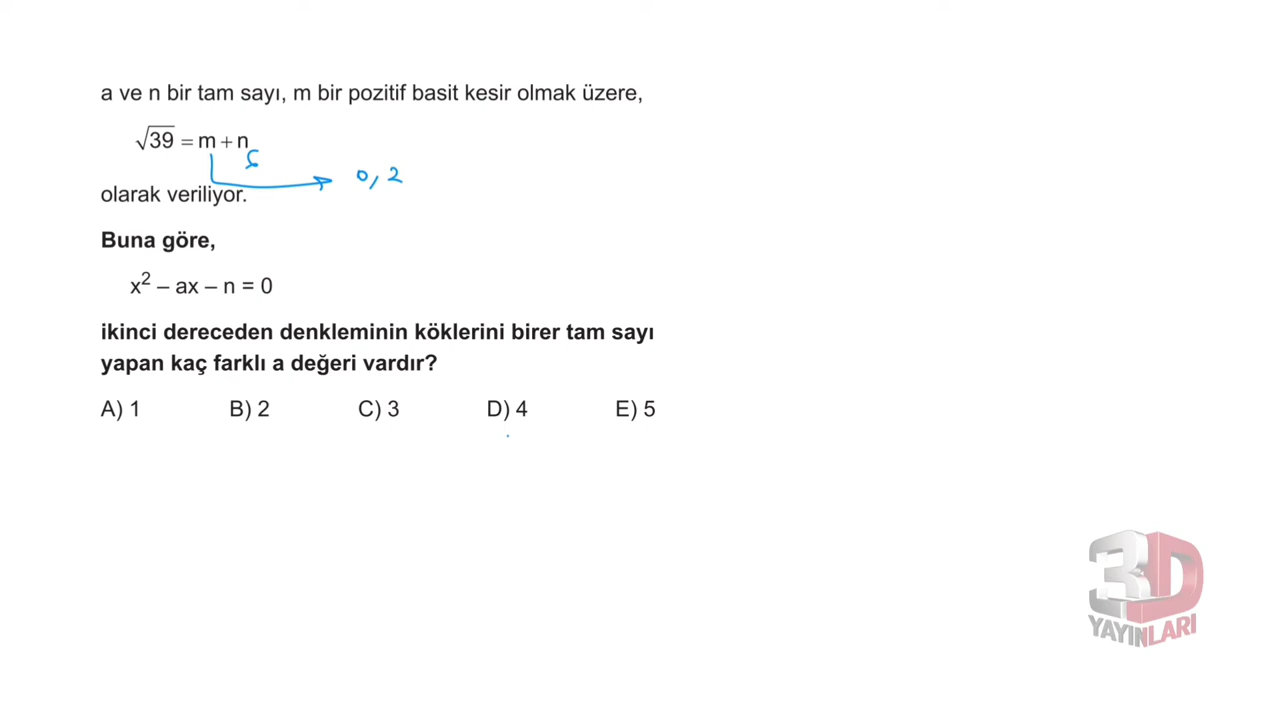 a ve n bir tam sayı, m bir pozitif basit kesir olmak üzere,
√39 = m + n
6
0, 2
olarak veriliyor.
Buna göre,
x² – ax – n = 0
ikinci dereceden denkleminin köklerini birer tam sayı
yapan kaç farklı a değeri vardır?
A) 1 B) 2 C) 3 D) 4 E) 5
3D
YAYINLARI